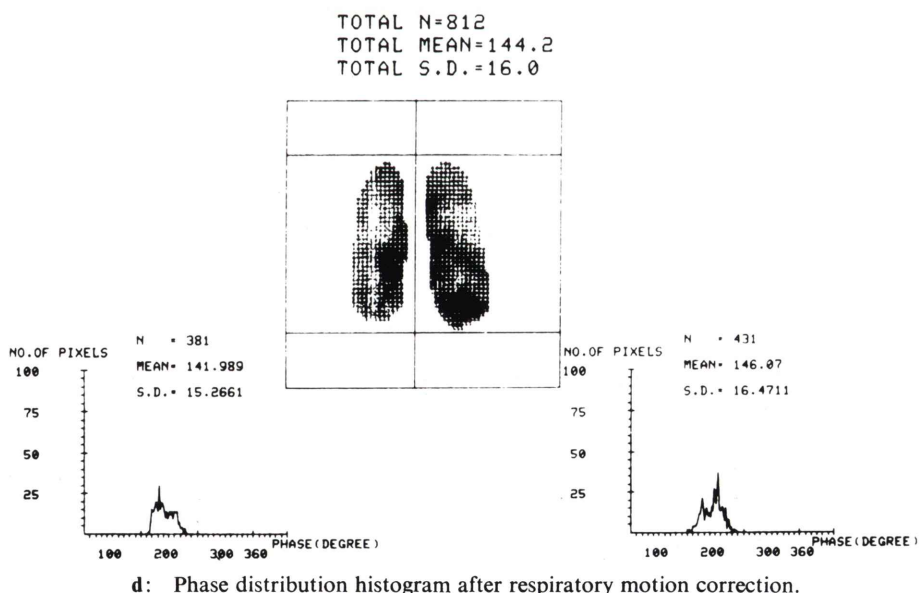 TOTAL N=812
TOTAL MEAN=144.2
TOTAL S.D.=16.0
N = 381
MEAN= 141.989
S.D.= 15.2661
NO.OF PIXELS
100
75
50
25
100 200 300 360
PHASE(DEGREE)
N = 431
MEAN= 146.07
S.D.= 16.4711
NO.OF PIXELS
100
75
50
25
100 200 300 360
PHASE(DEGREE)
d: Phase distribution histogram after respiratory motion correction.